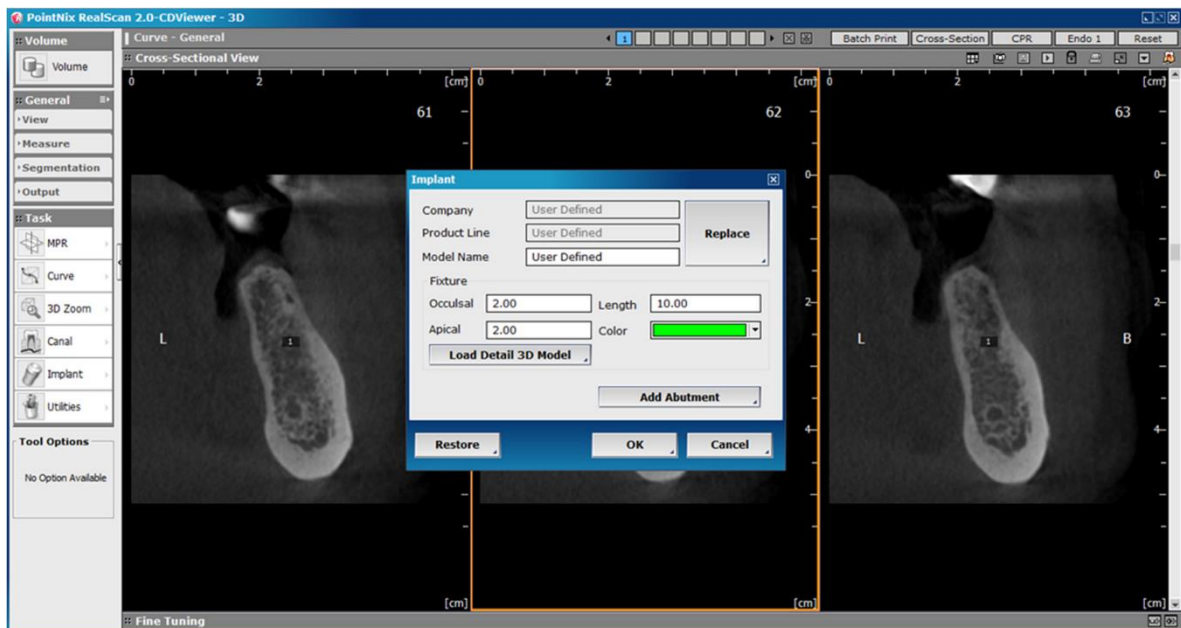 PointNix RealScan 2.0-CDViewer - 3D
Volume
Volume
General
View
Measure
Segmentation
Output
Task
MPR
Curve
3D Zoom
Canal
Implant
Utilities
Tool Options
No Option Available
Curve - General
1
Batch Print
Cross-Section
CPR
Endo 1
Reset
Cross-Sectional View
0 2 [cm]
61
L
1
[cm]
0 2 [cm]
62
0
2
4
[cm]
2 [cm]
63
0
2
4
L
1
B
[cm]
Implant
Company User Defined
Product Line User Defined
Replace
Model Name User Defined
Fixture
Occulsal 2.00 Length 10.00
Apical 2.00 Color
Load Detail 3D Model
Add Abutment
Restore OK Cancel
Fine Tuning